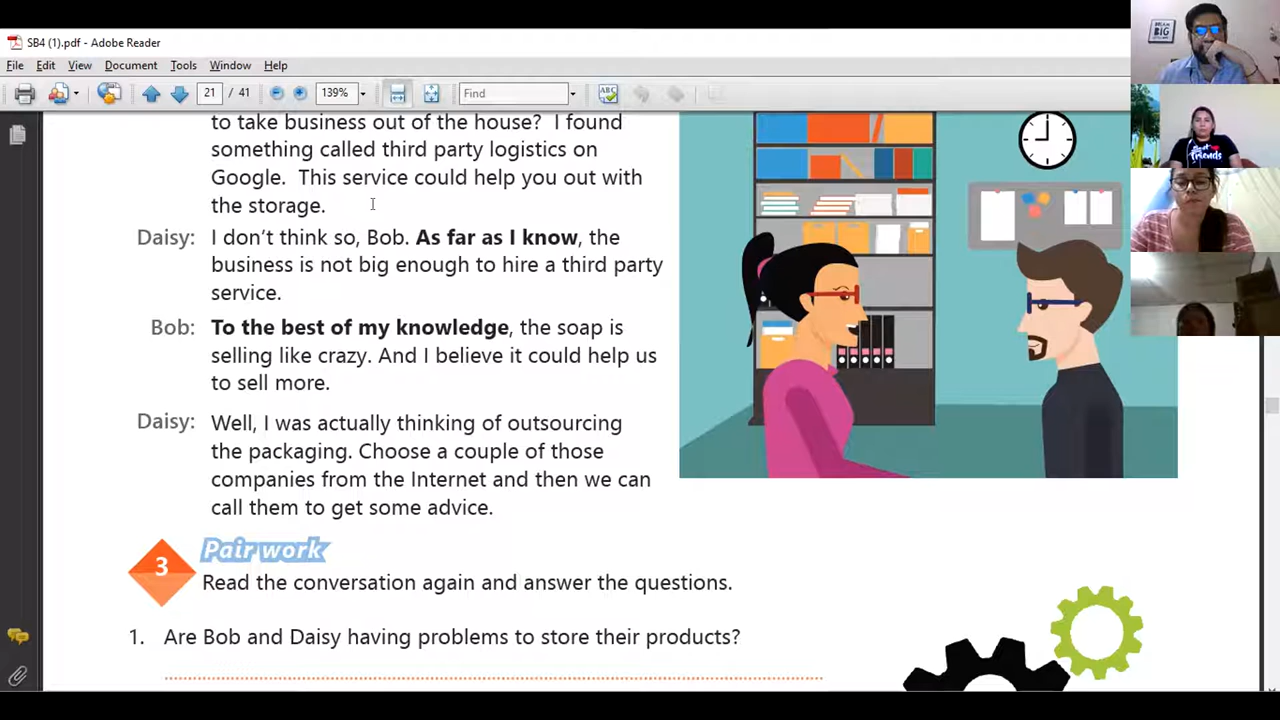 SB4 (1).pdf - Adobe Reader
File Edit View Document Tools Window Help
21 / 41 139% Find
to take business out of the house? I found
something called third party logistics on
Google. This service could help you out with
the storage.
Daisy: I don't think so, Bob. As far as I know, the
business is not big enough to hire a third party
service.
Bob: To the best of my knowledge, the soap is
selling like crazy. And I believe it could help us
to sell more.
Daisy: Well, I was actually thinking of outsourcing
the packaging. Choose a couple of those
companies from the Internet and then we can
call them to get some advice.
3 Pair work
Read the conversation again and answer the questions.
1. Are Bob and Daisy having problems to store their products?
DREAM
BIG
friends